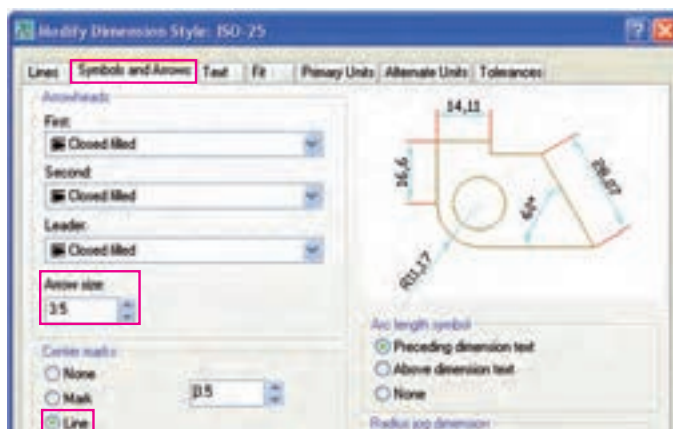 Modify Dimension Style: ISO-25
Lines Symbols and Arrows Text Fit Primary Units Alternate Units Tolerances
Arrowheads
First:
Closed filled
Second:
Closed filled
Leader:
Closed filled
Arrow size:
3.5
Center marks
None
Mark
3.5
Line
14,11
16,6
28,07
60°
R11,17
Arc length symbol
Preceding dimension text
Above dimension text
None
Radius jog dimension